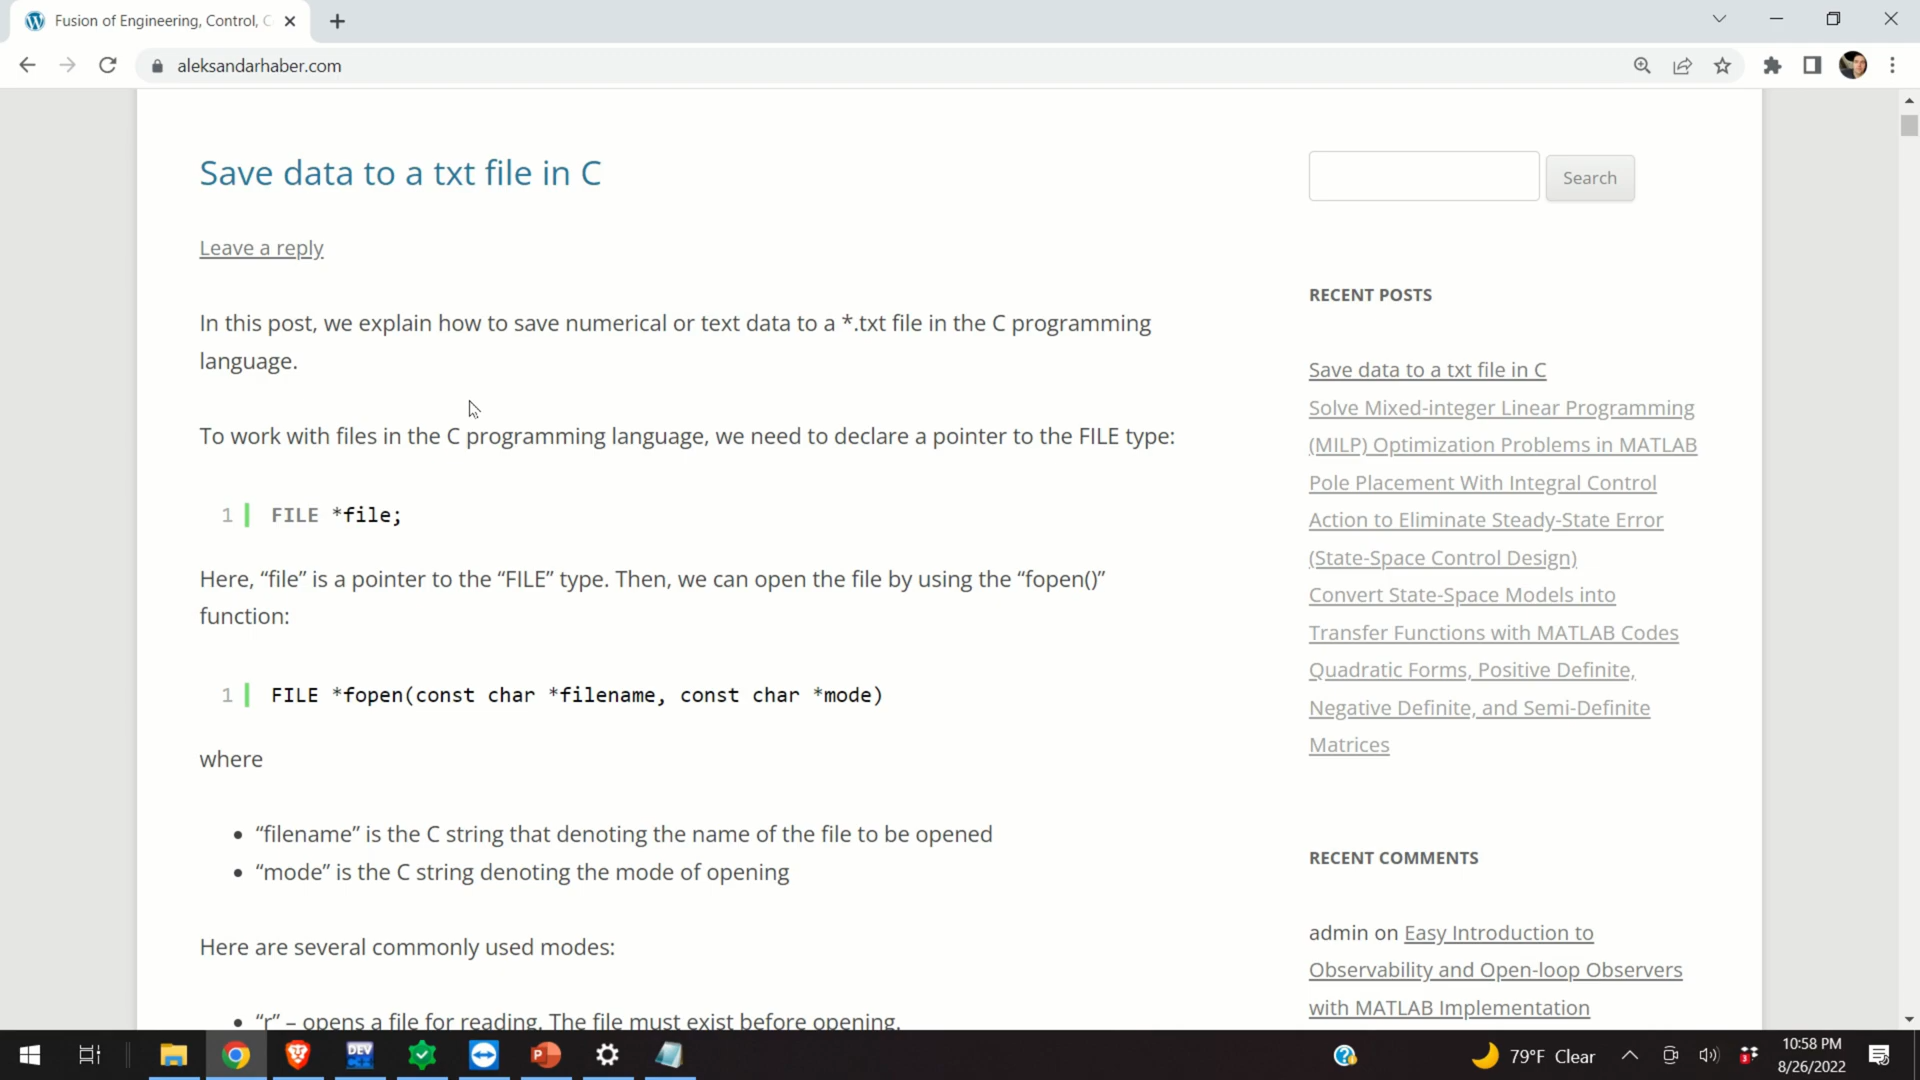 Fusion of Engineering, Control, C
aleksandarhaber.com
Save data to a txt file in C
Search
Leave a reply
RECENT POSTS
In this post, we explain how to save numerical or text data to a *.txt file in the C programming
language.
Save data to a txt file in C
Solve Mixed-integer Linear Programming
(MILP) Optimization Problems in MATLAB
To work with files in the C programming language, we need to declare a pointer to the FILE type:
Pole Placement With Integral Control
Action to Eliminate Steady-State Error
(State-Space Control Design)
1 FILE *file;
Here, “file” is a pointer to the “FILE” type. Then, we can open the file by using the “fopen()”
function:
Convert State-Space Models into
Transfer Functions with MATLAB Codes
Quadratic Forms, Positive Definite,
Negative Definite, and Semi-Definite
Matrices
1 FILE *fopen(const char *filename, const char *mode)
where
“filename” is the C string that denoting the name of the file to be opened
“mode” is the C string denoting the mode of opening
RECENT COMMENTS
Here are several commonly used modes:
admin on Easy Introduction to
Observability and Open-loop Observers
with MATLAB Implementation
“r” – opens a file for reading. The file must exist before opening.
DEV
P
79°F Clear
3
10:58 PM
8/26/2022